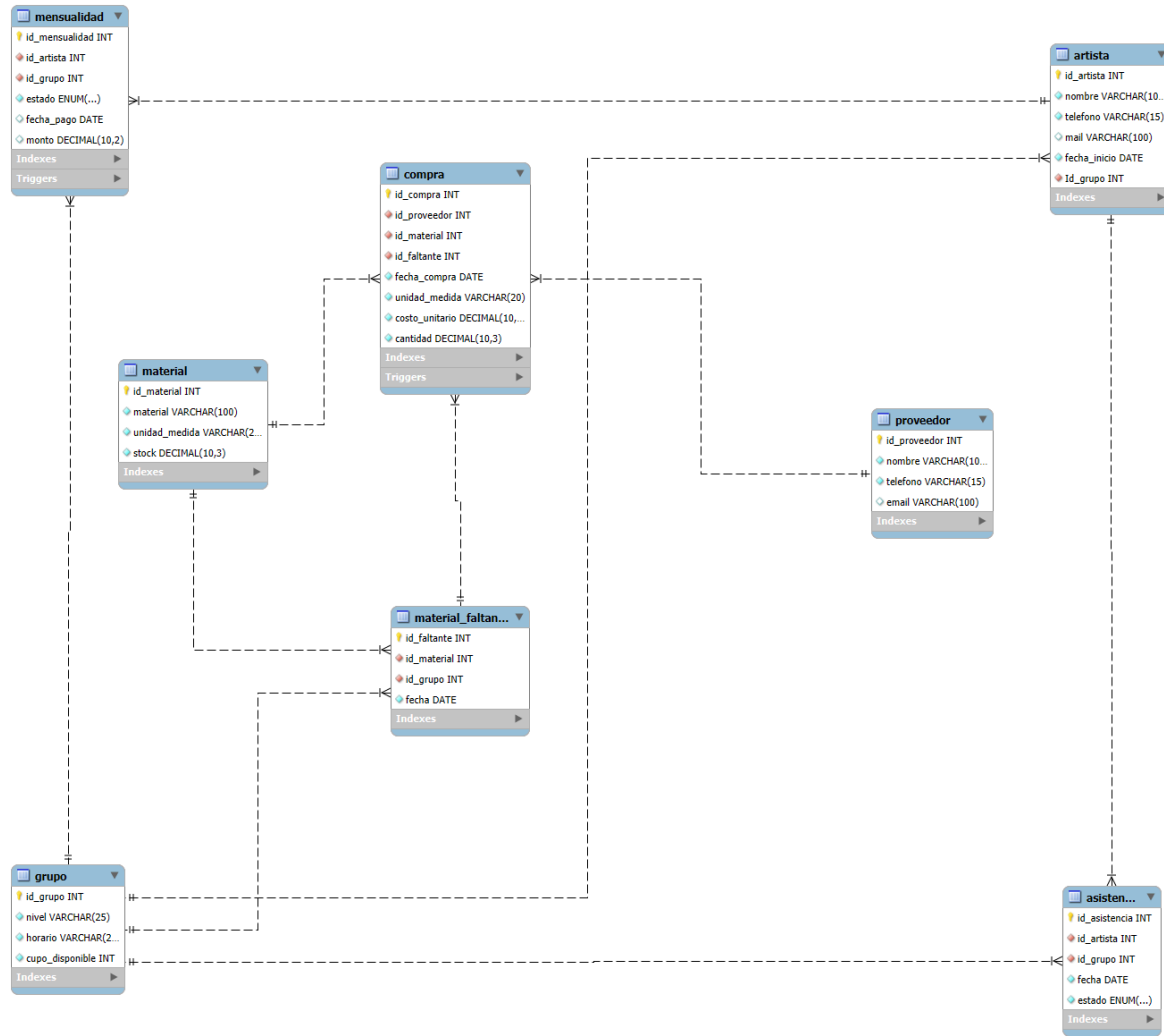 mensualidad
id_mensualidad INT
id_artista INT
id_grupo INT
estado ENUM(...)
fecha_pago DATE
monto DECIMAL(10,2)
Indexes
Triggers
artista
id_artista INT
nombre VARCHAR(10...
telefono VARCHAR(15)
mail VARCHAR(100)
fecha_inicio DATE
Id_grupo INT
Indexes
compra
id_compra INT
id_proveedor INT
id_material INT
id_faltante INT
fecha_compra DATE
unidad_medida VARCHAR(20)
costo_unitario DECIMAL(10,...
cantidad DECIMAL(10,3)
Indexes
Triggers
material
id_material INT
material VARCHAR(100)
unidad_medida VARCHAR(2...
stock DECIMAL(10,3)
Indexes
proveedor
id_proveedor INT
nombre VARCHAR(10...
telefono VARCHAR(15)
email VARCHAR(100)
Indexes
material_faltan...
id_faltante INT
id_material INT
id_grupo INT
fecha DATE
Indexes
grupo
id_grupo INT
nivel VARCHAR(25)
horario VARCHAR(2...
cupo_disponible INT
Indexes
asisten...
id_asistencia INT
id_artista INT
id_grupo INT
fecha DATE
estado ENUM(...)
Indexes